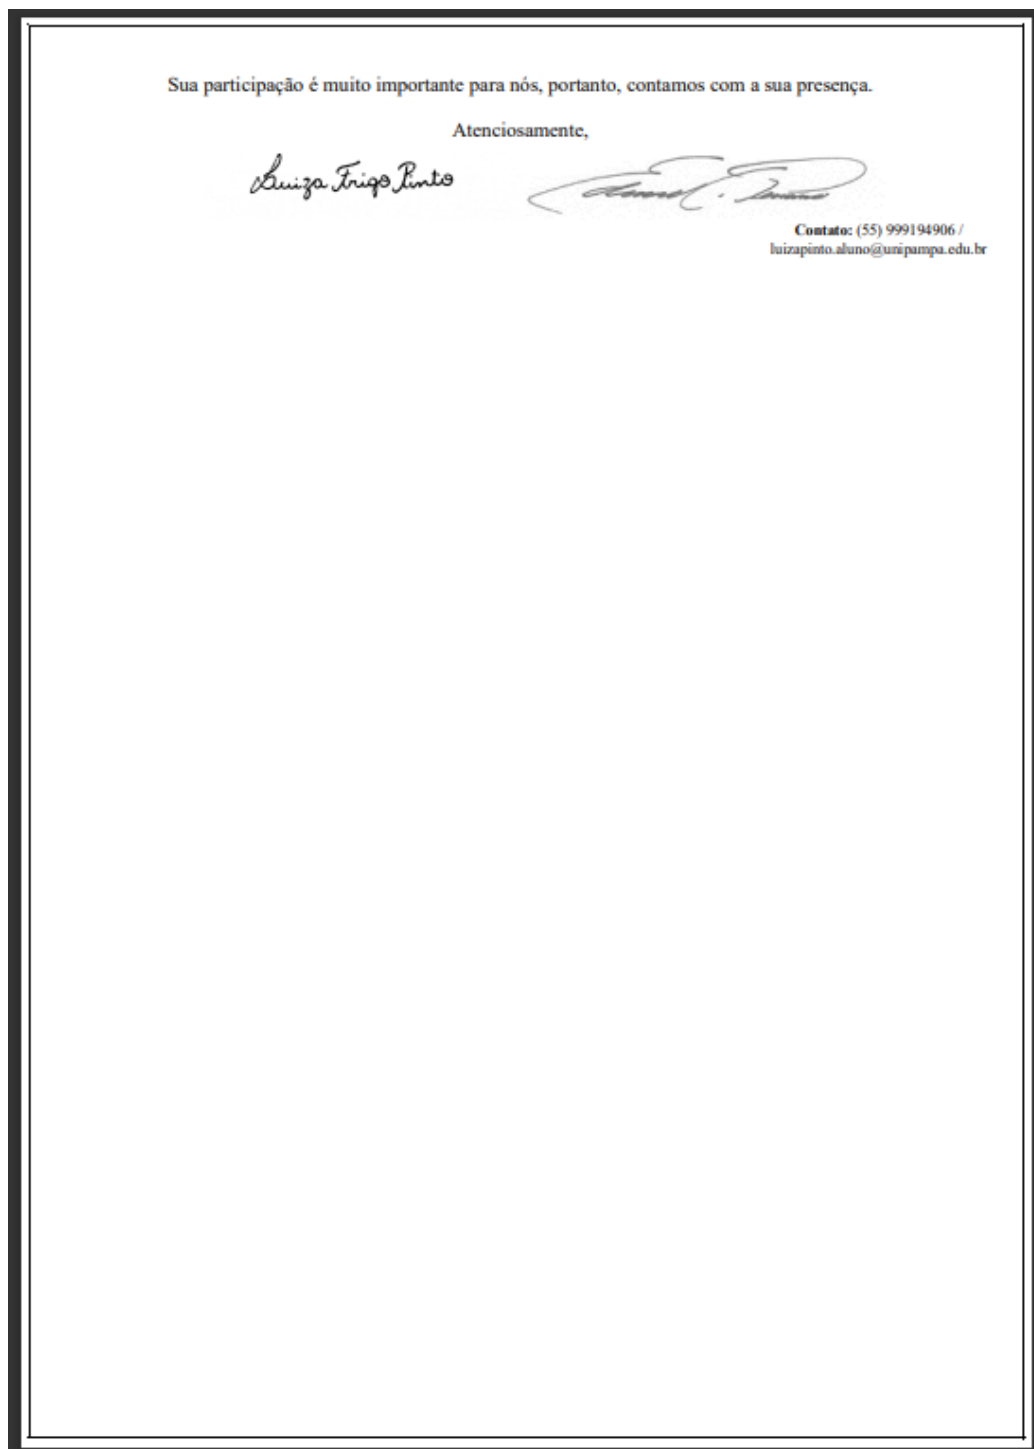 Sua participação é muito importante para nós, portanto, contamos com a sua presença.
Atenciosamente,
Luiza Frigo Pinto
Contato: (55) 999194906 /
luizapinto.aluno@unipampa.edu.br